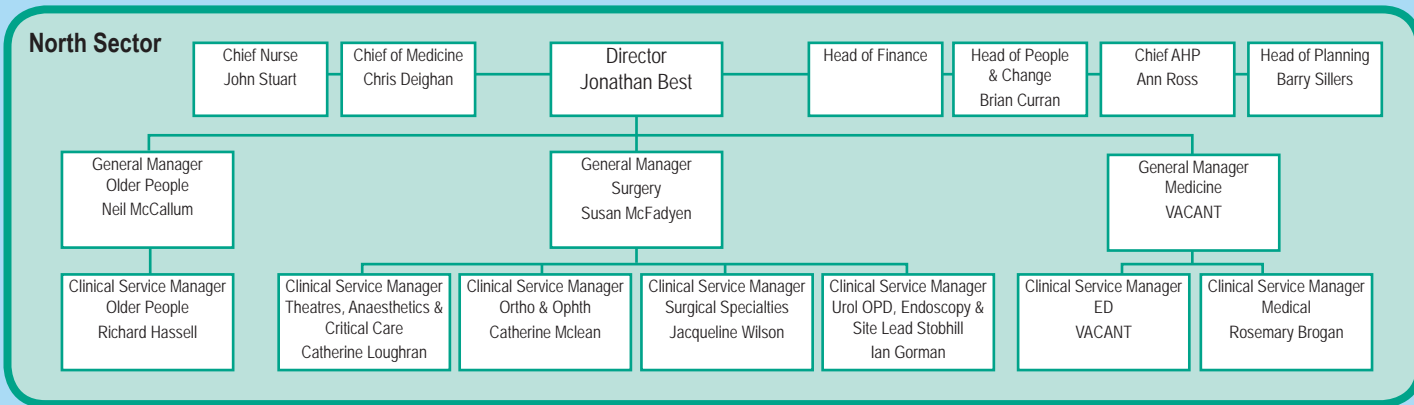 North Sector
Chief Nurse
John Stuart
Chief of Medicine
Chris Deighan
Director
Jonathan Best
Head of Finance
Head of People
& Change
Brian Curran
Chief AHP
Ann Ross
Head of Planning
Barry Sillers
General Manager
Older People
Neil McCallum
General Manager
Surgery
Susan McFadyen
General Manager
Medicine
VACANT
Clinical Service Manager
Older People
Richard Hassell
Clinical Service Manager
Theatres, Anaesthetics &
Critical Care
Catherine Loughran
Clinical Service Manager
Ortho & Ophth
Catherine Mclean
Clinical Service Manager
Surgical Specialties
Jacqueline Wilson
Clinical Service Manager
Urol OPD, Endoscopy &
Site Lead Stobhill
Ian Gorman
Clinical Service Manager
ED
VACANT
Clinical Service Manager
Medical
Rosemary Brogan